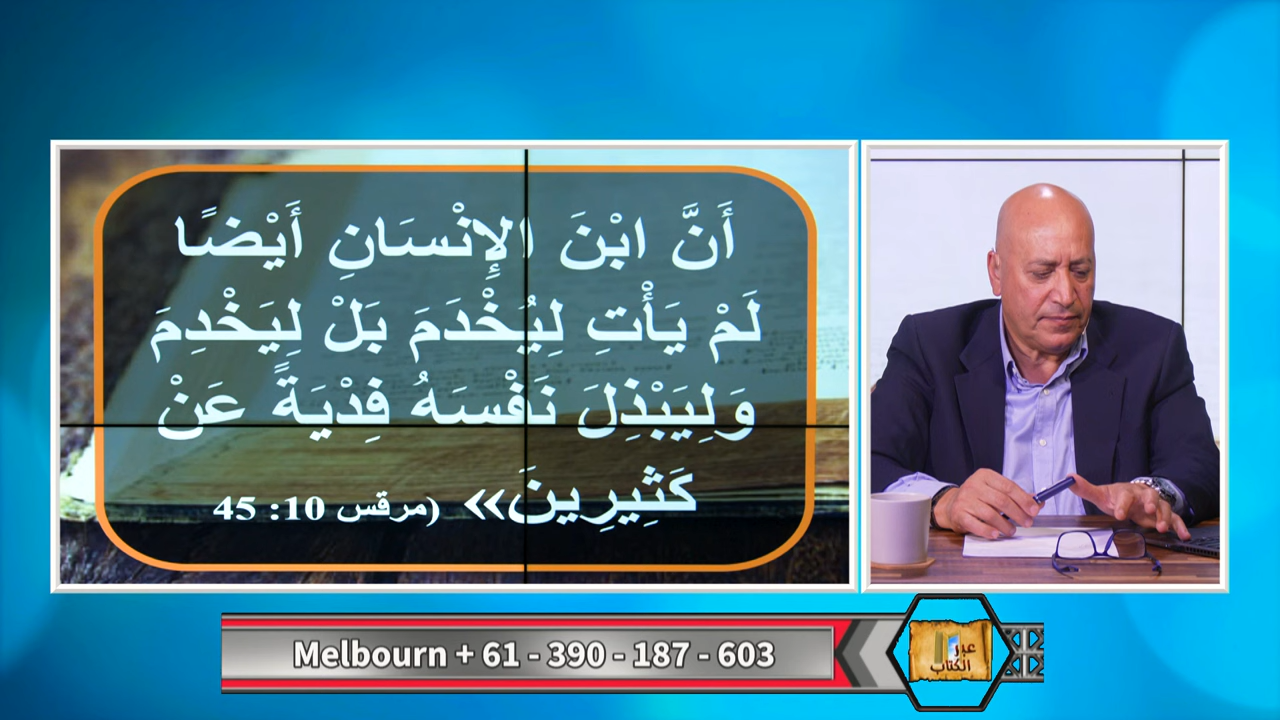 أَنَّ ابْنَ الإِنْسَانِ أَيْضًا
لَمْ يَأْتِ لِيُخْدَمَ بَلْ لِيَخْدِمَ
وَلِيَبْذِلَ نَفْسَهُ فِدْيَةً عَنْ
كَثِيرِينَ» (مرقس 10: 45
Melbourn + 61 - 390 - 187 - 603
عبر
الكتاب